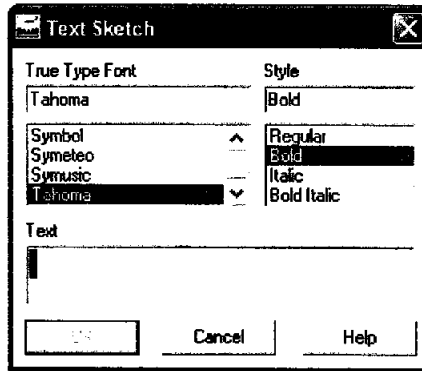 Text Sketch
True Type Font Style
Tahoma Bold
Symbol Regular
Symeteo Bold
Symusic Italic
Tahoma Bold Italic
Text
Cancel Help